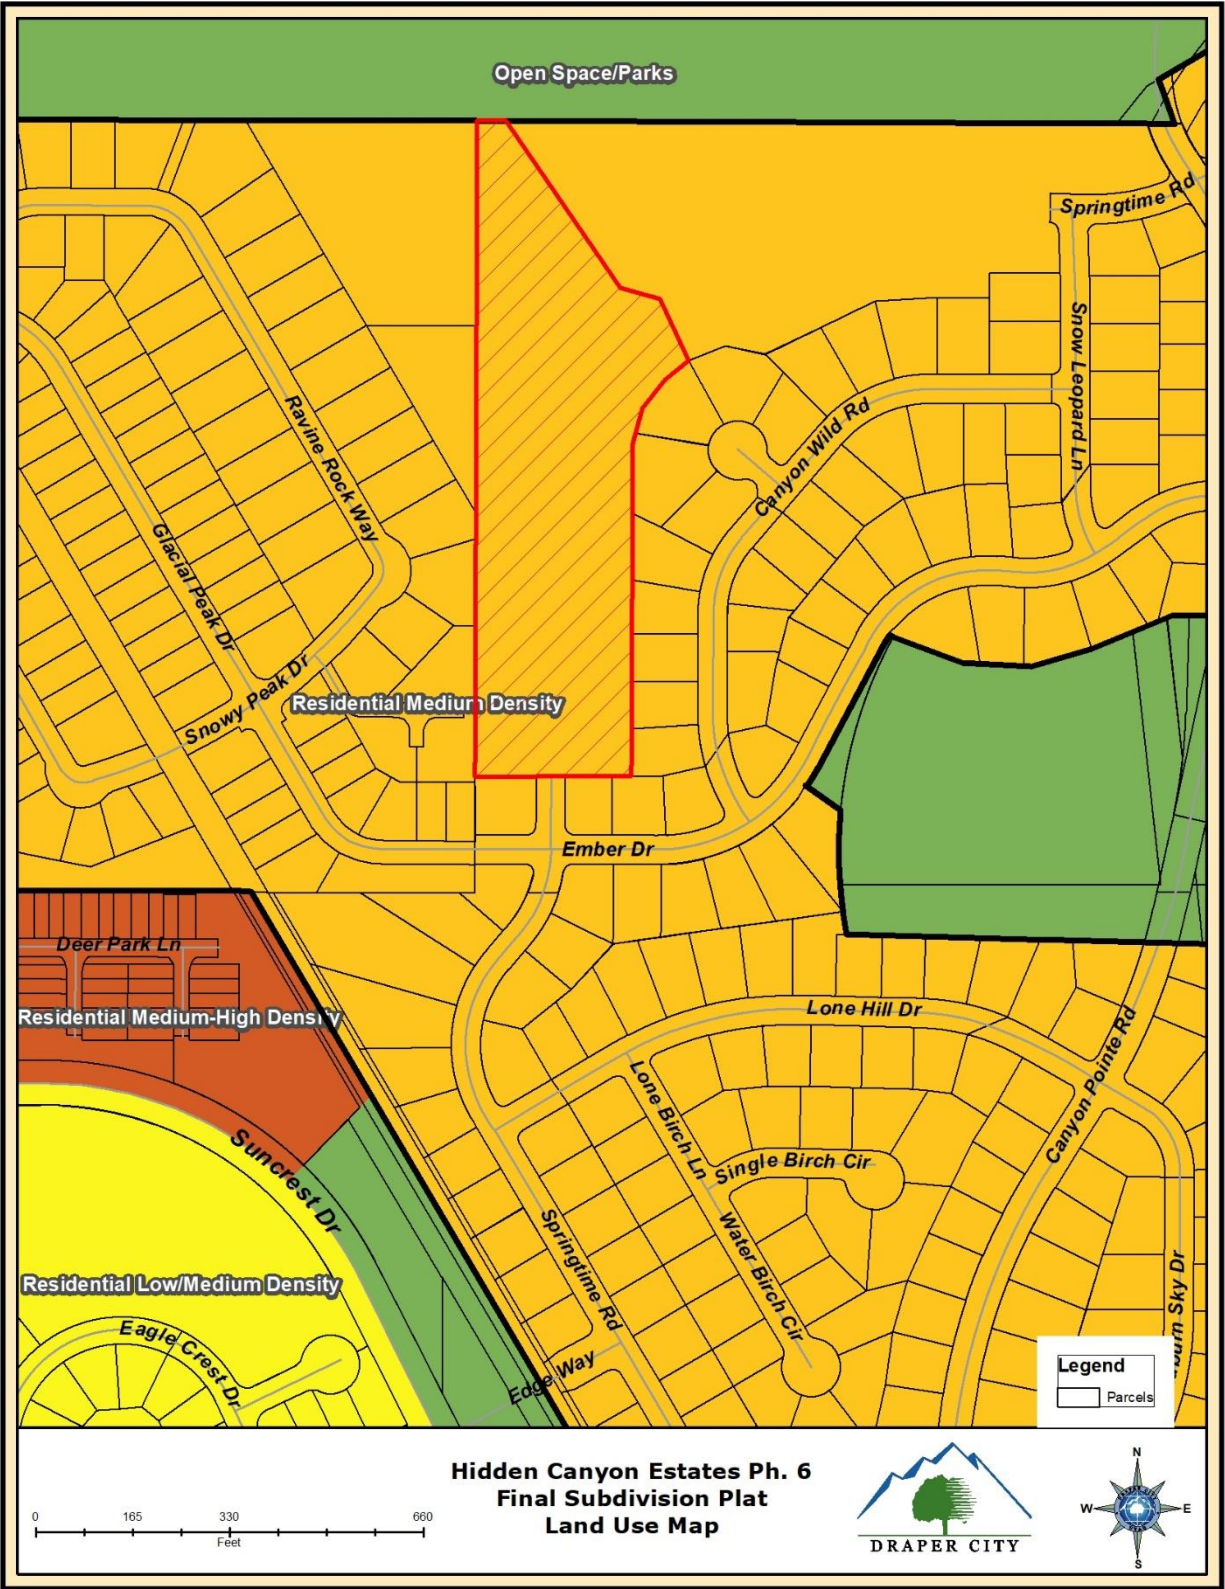 Open Space/Parks
Springtime Rd
Snow Leopard Ln
Ravine Rock Way
Canyon Wild Rd
Glacial Peak Dr
Snowy Peak Dr
Residential Medium Density
Ember Dr
Deer Park Ln
Residential Medium-High Density
Lone Hill Dr
Canyon Pointe Rd
Lone Birch Ln
Single Birch Cir
Suncrest Dr
Water Birch Cir
Springtime Rd
Residential Low/Medium Density
Eagle Crest Dr
Edge Way
Sky Dr
Legend
Parcels
Hidden Canyon Estates Ph. 6
Final Subdivision Plat
Land Use Map
0 165 330 660
Feet
DRAPER CITY
N
W E
S